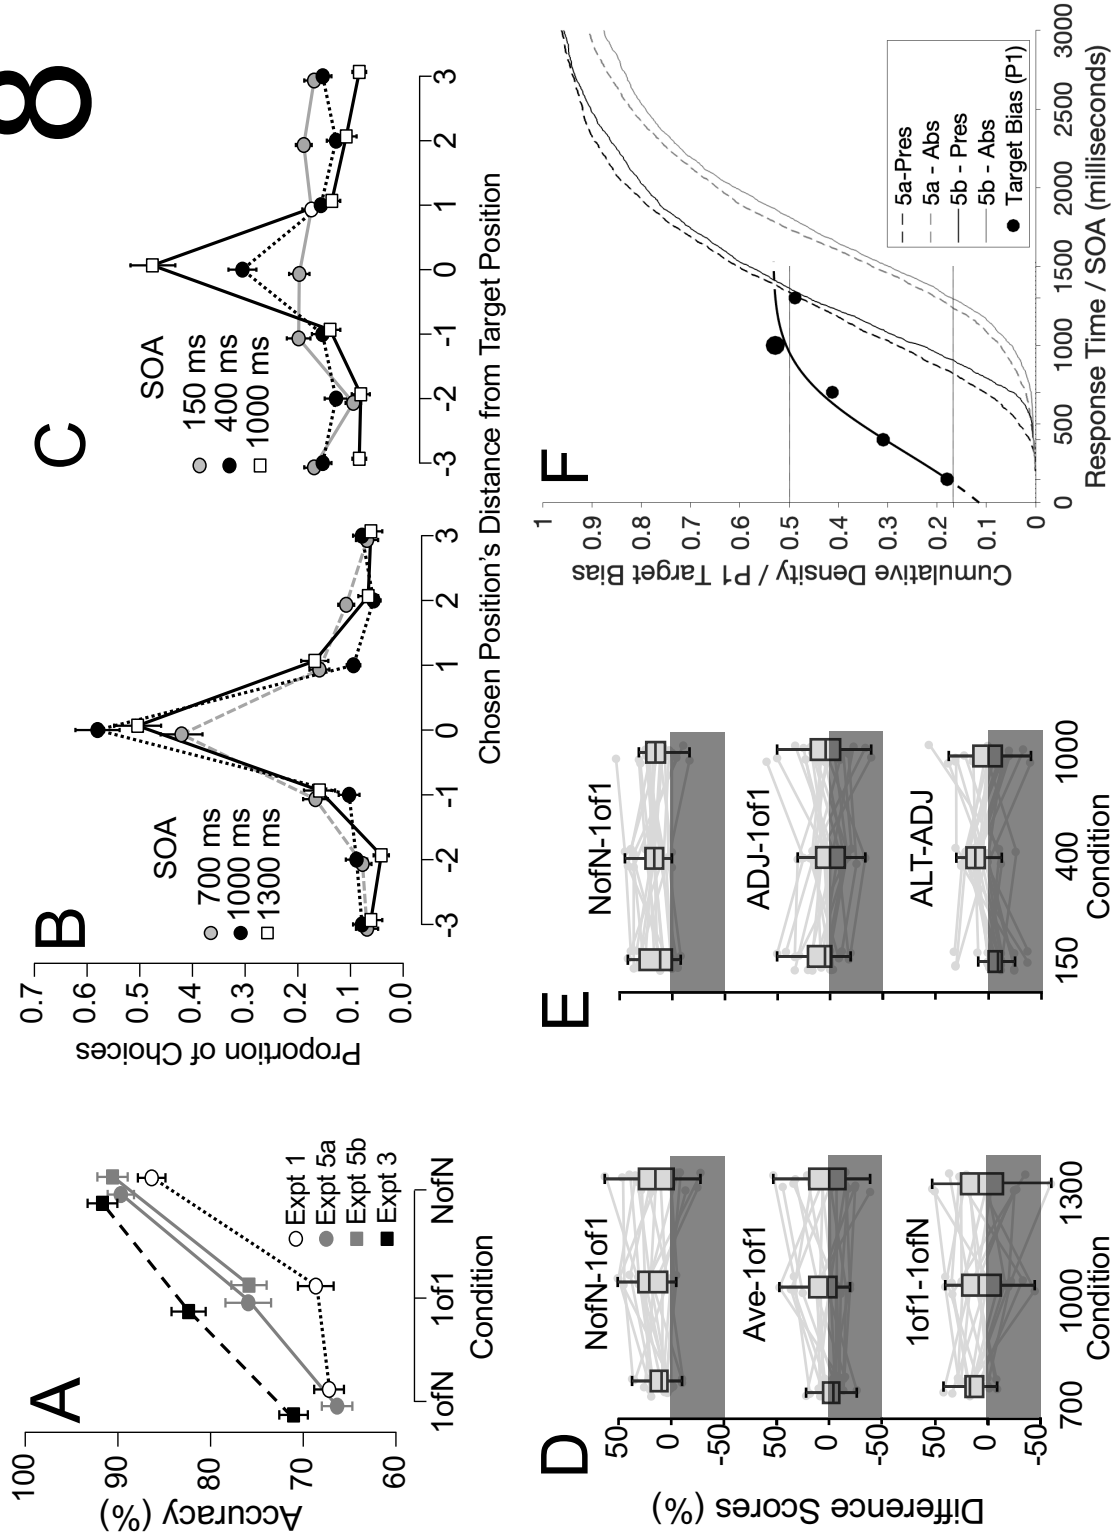 8
A
100
90
80
70
60
Accuracy (%)
1ofN
1of1
NofN
Condition
Expt 1
Expt 5a
Expt 5b
Expt 3
B
SOA
700 ms
1000 ms
1300 ms
0.7
0.6
0.5
0.4
0.3
0.2
0.1
0.0
Proportion of Choices
-3
-2
-1
0
1
2
3
C
SOA
150 ms
400 ms
1000 ms
-3
-2
-1
0
1
2
3
Chosen Position's Distance from Target Position
D
NofN-1of1
50
0
-50
Ave-1of1
50
0
-50
1of1-1ofN
50
0
-50
Difference Scores (%)
700
1000
1300
Condition
E
NofN-1of1
ADJ-1of1
ALT-ADJ
150
400
1000
Condition
F
1
0.9
0.8
0.7
0.6
0.5
0.4
0.3
0.2
0.1
0
Cumulative Density / P1 Target Bias
5a-Pres
5a - Abs
5b - Pres
5b - Abs
Target Bias (P1)
0
500
1000
1500
2000
2500
3000
Response Time / SOA (milliseconds)